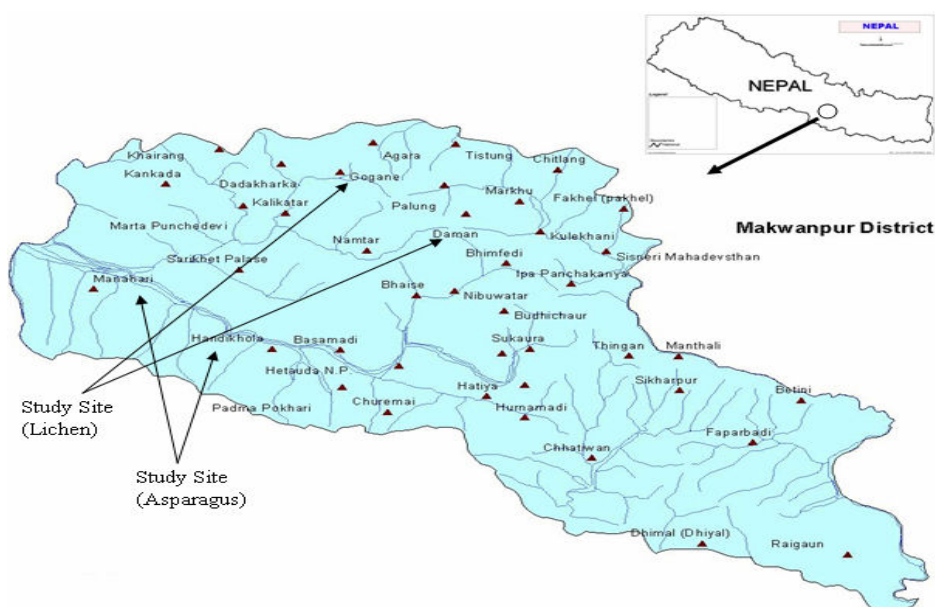 NEPAL
NEPAL
Legend
Makwanpur District
Khairang
Agara
Tistung
Chitlang
Kankada
Gogane
Dadakharka
Markhu
Fakhel (pakhel)
Kalikatar
Palung
Marta Punchedevi
Daman
Kulekhani
Namtar
Bhimfedi
Sisneri Mahadevsthan
Sarikhet Palase
Ipa Panchakanya
Manahari
Bhaise
Nibuwatar
Budhichaur
Handikhola
Basamadi
Sukaura
Thingan
Manthali
Hetauda N.P.
Sikharpur
Hatiya
Betini
Padma Pokhari
Churemai
Hurnamadi
Faparbadi
Chhatiwan
Dhimal (Dhiyal)
Raigaun
Study Site
(Lichen)
Study Site
(Asparagus)